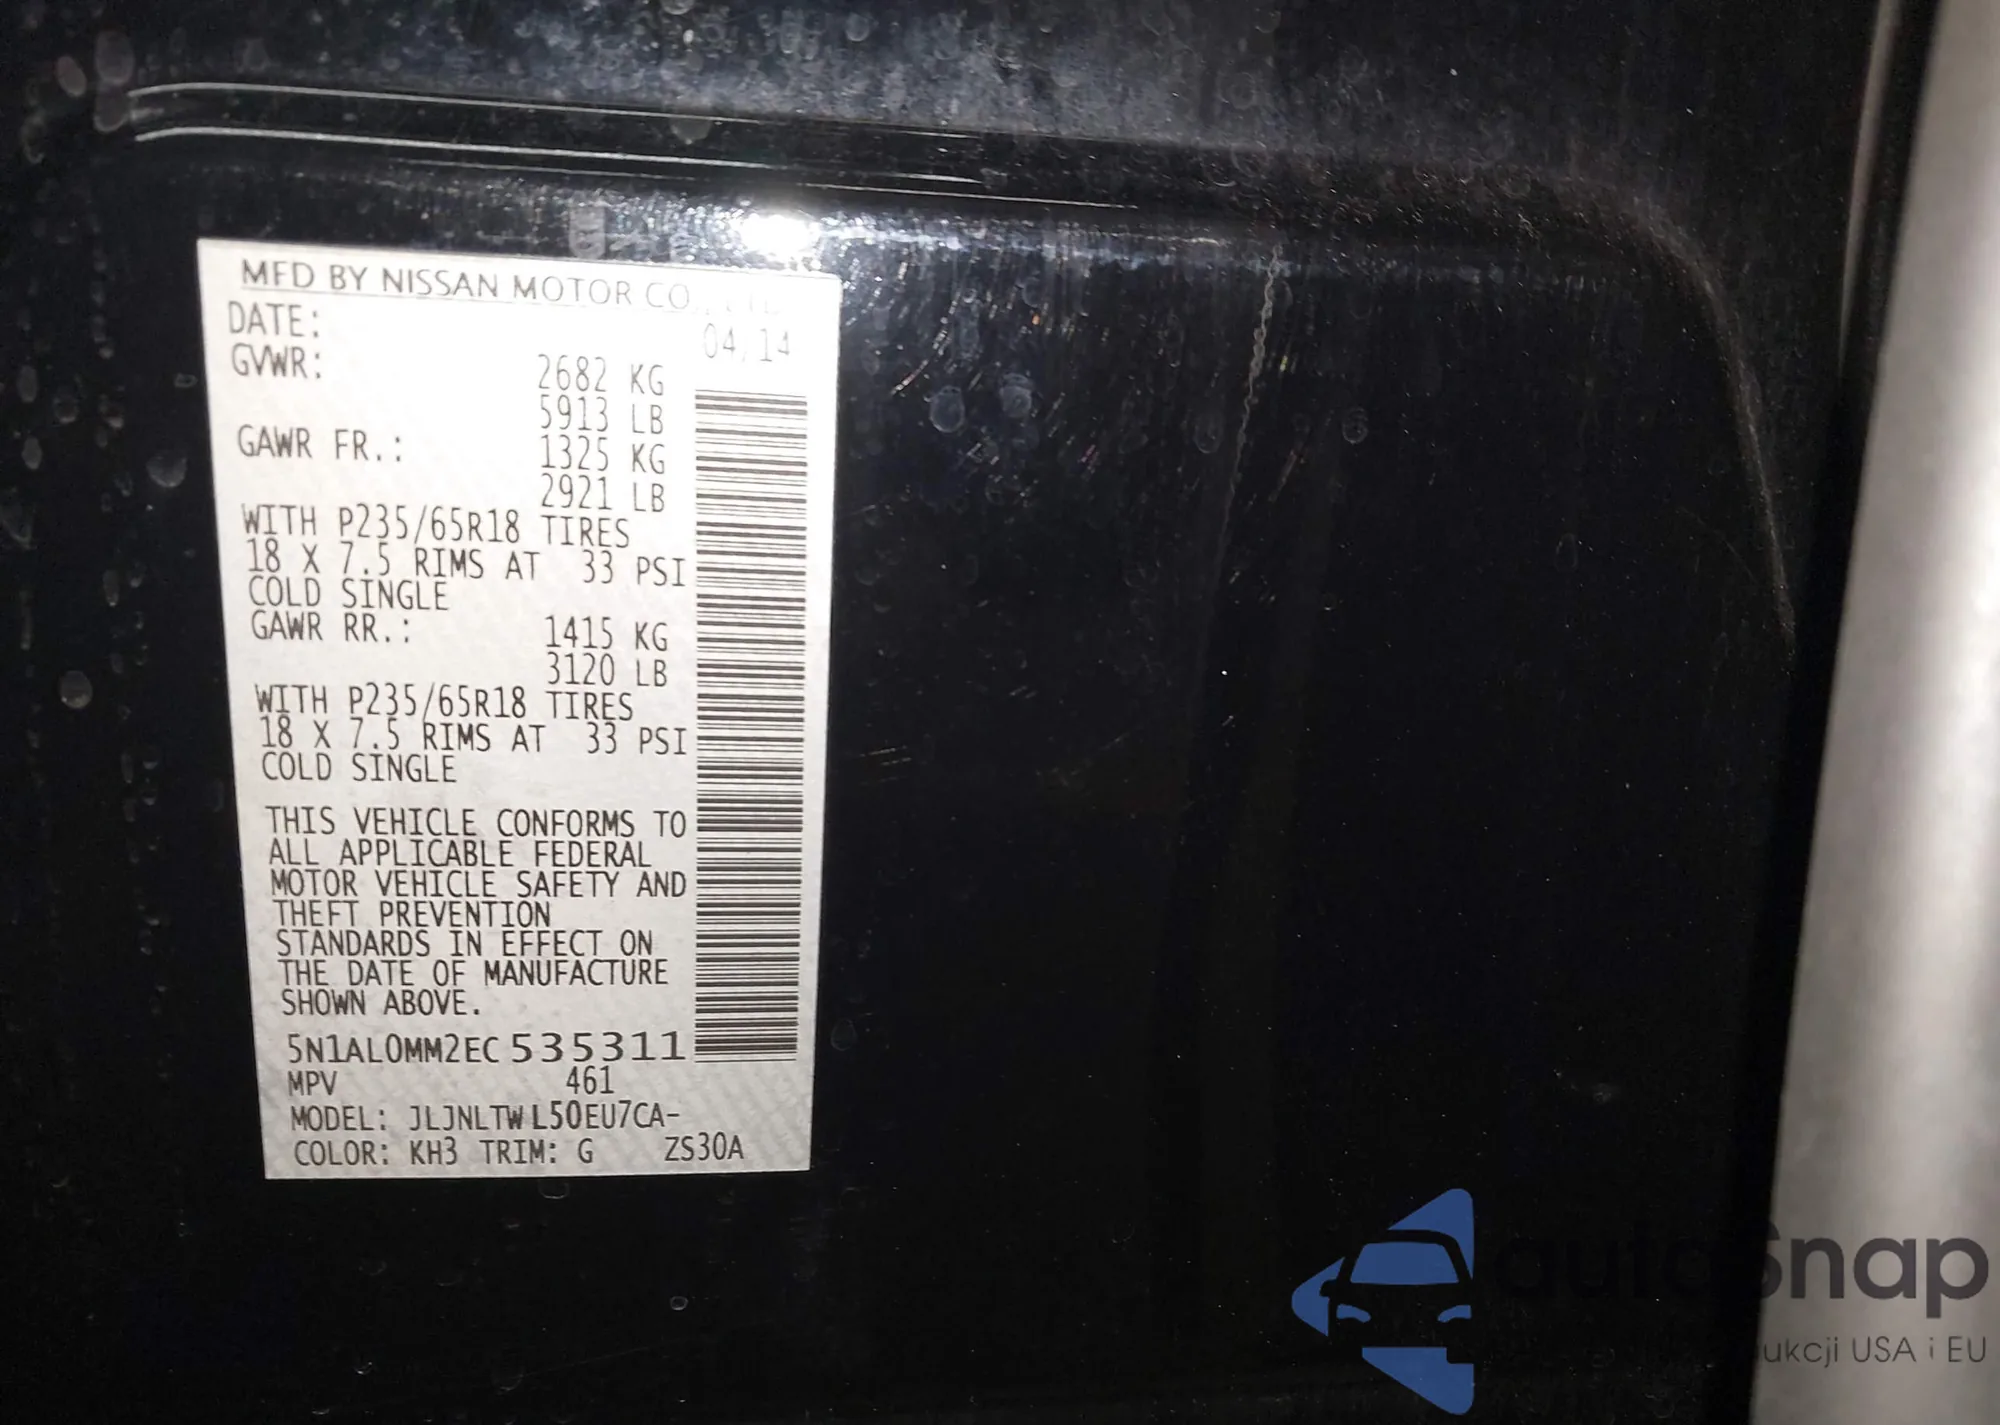 MFD BY NISSAN MOTOR CO., LTD.
DATE: 04/14
GVWR: 2682 KG
5913 LB
GAWR FR.: 1325 KG
2921 LB
WITH P235/65R18 TIRES
18 X 7.5 RIMS AT 33 PSI
COLD SINGLE
GAWR RR.: 1415 KG
3120 LB
WITH P235/65R18 TIRES
18 X 7.5 RIMS AT 33 PSI
COLD SINGLE
THIS VEHICLE CONFORMS TO
ALL APPLICABLE FEDERAL
MOTOR VEHICLE SAFETY AND
THEFT PREVENTION
STANDARDS IN EFFECT ON
THE DATE OF MANUFACTURE
SHOWN ABOVE.
5N1AL0MM2EC535311
MPV 461
MODEL: JLJNLTWL50EU7CA-
COLOR: KH3 TRIM: G ZS30A
autoSnap
USA i EU